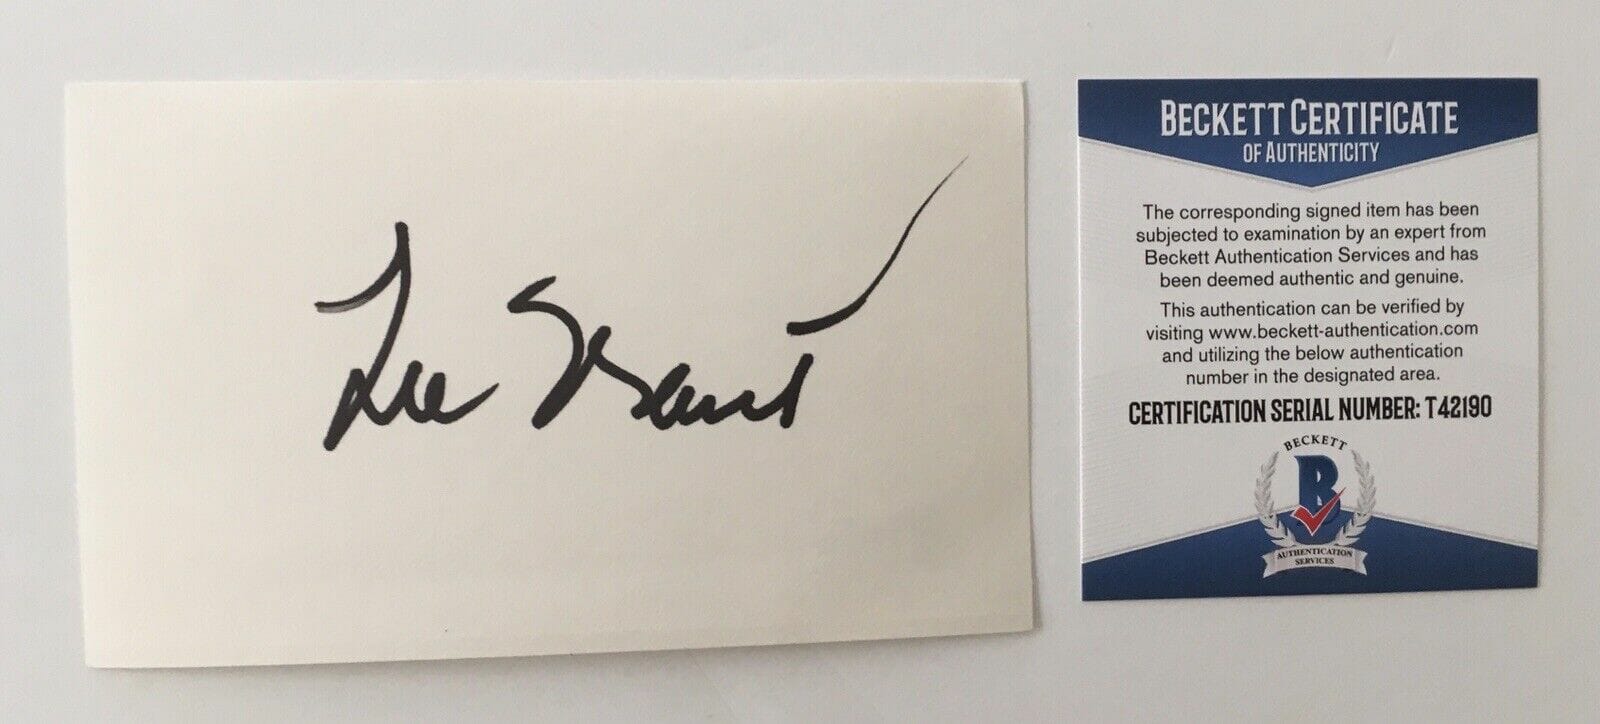 Lee Grant
BECKETT CERTIFICATE
OF AUTHENTICITY
The corresponding signed item has been
subjected to examination by an expert from
Beckett Authentication Services and has
been deemed authentic and genuine.
This authentication can be verified by
visiting www.beckett-authentication.com
and utilizing the below authentication
number in the designated area.
CERTIFICATION SERIAL NUMBER: T42190
BECKETT
B
AUTHENTICATION
SERVICES